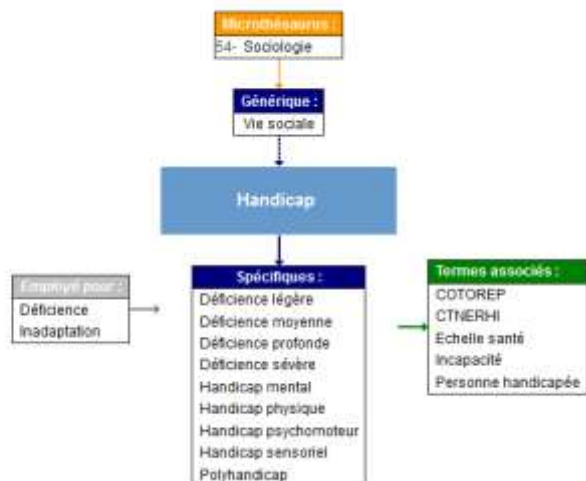 Microthésaurus :
54- Sociologie
Générique :
Vie sociale
Handicap
Employé pour :
Déficience
Inadaptation
Spécifiques :
Déficience légère
Déficience moyenne
Déficience profonde
Déficience sévère
Handicap mental
Handicap physique
Handicap psychomoteur
Handicap sensoriel
Polyhandicap
Termes associés :
COTOREP
CTNERHI
Echelle santé
Incapacité
Personne handicapée